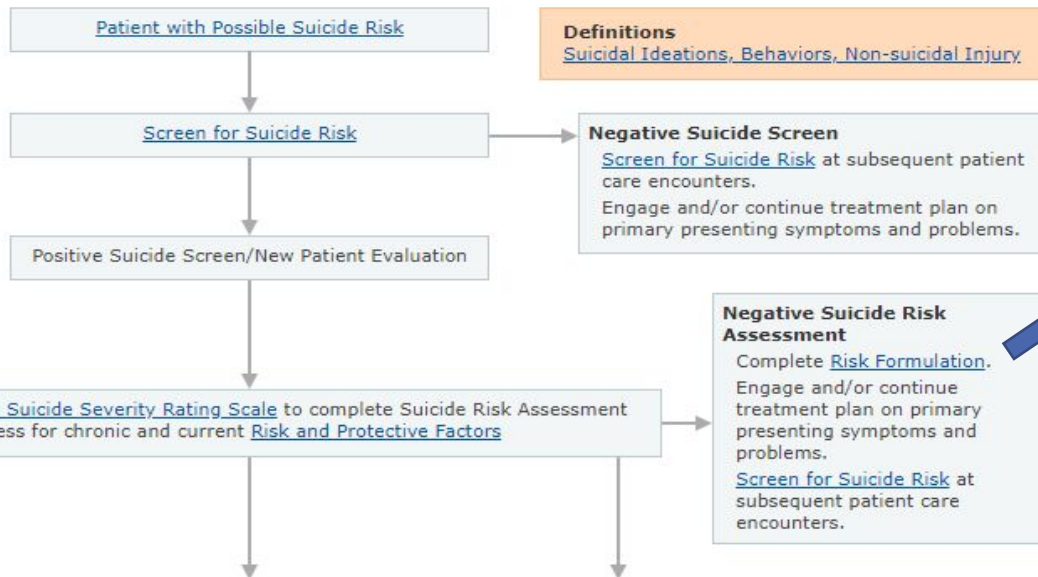 Patient with Possible Suicide Risk
Definitions
Suicidal Ideations, Behaviors, Non-suicidal Injury
Screen for Suicide Risk
Negative Suicide Screen
Screen for Suicide Risk at subsequent patient
care encounters.
Engage and/or continue treatment plan on
primary presenting symptoms and problems.
Positive Suicide Screen/New Patient Evaluation
Negative Suicide Risk
Assessment
Complete Risk Formulation.
Engage and/or continue
treatment plan on primary
presenting symptoms and
problems.
Screen for Suicide Risk at
subsequent patient care
encounters.
Suicide Severity Rating Scale to complete Suicide Risk Assessment
for chronic and current Risk and Protective Factors